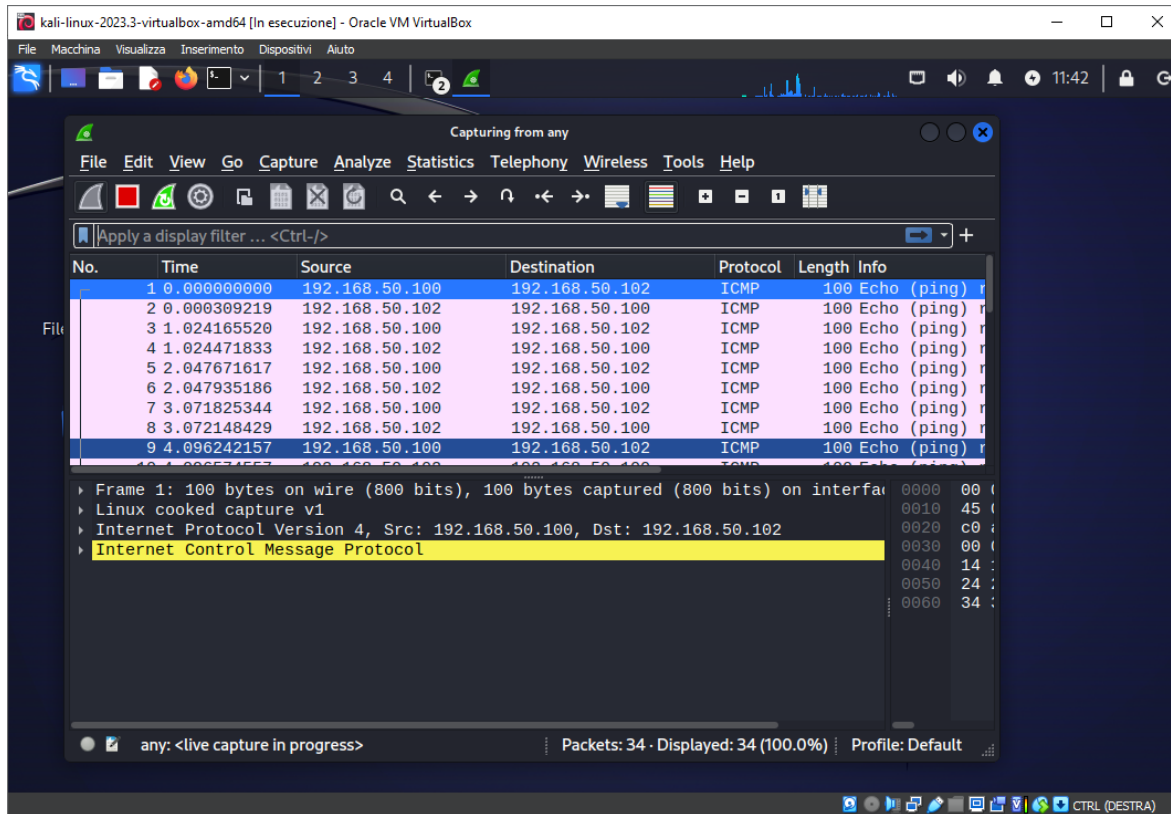 kali-linux-2023.3-virtualbox-amd64 [In esecuzione] - Oracle VM VirtualBox
File Macchina Visualizza Inserimento Dispositivi Aiuto
1 2 3 4 2 11:42
Capturing from any
File Edit View Go Capture Analyze Statistics Telephony Wireless Tools Help
Apply a display filter ... <Ctrl-/>
No. Time Source Destination Protocol Length Info
1 0.000000000 192.168.50.100 192.168.50.102 ICMP 100 Echo (ping) r
2 0.000309219 192.168.50.102 192.168.50.100 ICMP 100 Echo (ping) r
3 1.024165520 192.168.50.100 192.168.50.102 ICMP 100 Echo (ping) r
4 1.024471833 192.168.50.102 192.168.50.100 ICMP 100 Echo (ping) r
5 2.047671617 192.168.50.100 192.168.50.102 ICMP 100 Echo (ping) r
6 2.047935186 192.168.50.102 192.168.50.100 ICMP 100 Echo (ping) r
7 3.071825344 192.168.50.100 192.168.50.102 ICMP 100 Echo (ping) r
8 3.072148429 192.168.50.102 192.168.50.100 ICMP 100 Echo (ping) r
9 4.096242157 192.168.50.100 192.168.50.102 ICMP 100 Echo (ping) r
File
Frame 1: 100 bytes on wire (800 bits), 100 bytes captured (800 bits) on interfa
Linux cooked capture v1
Internet Protocol Version 4, Src: 192.168.50.100, Dst: 192.168.50.102
Internet Control Message Protocol
0000 00
0010 45
0020 c0
0030 00
0040 14
0050 24
0060 34
any: <live capture in progress> Packets: 34 · Displayed: 34 (100.0%) Profile: Default
CTRL (DESTRA)